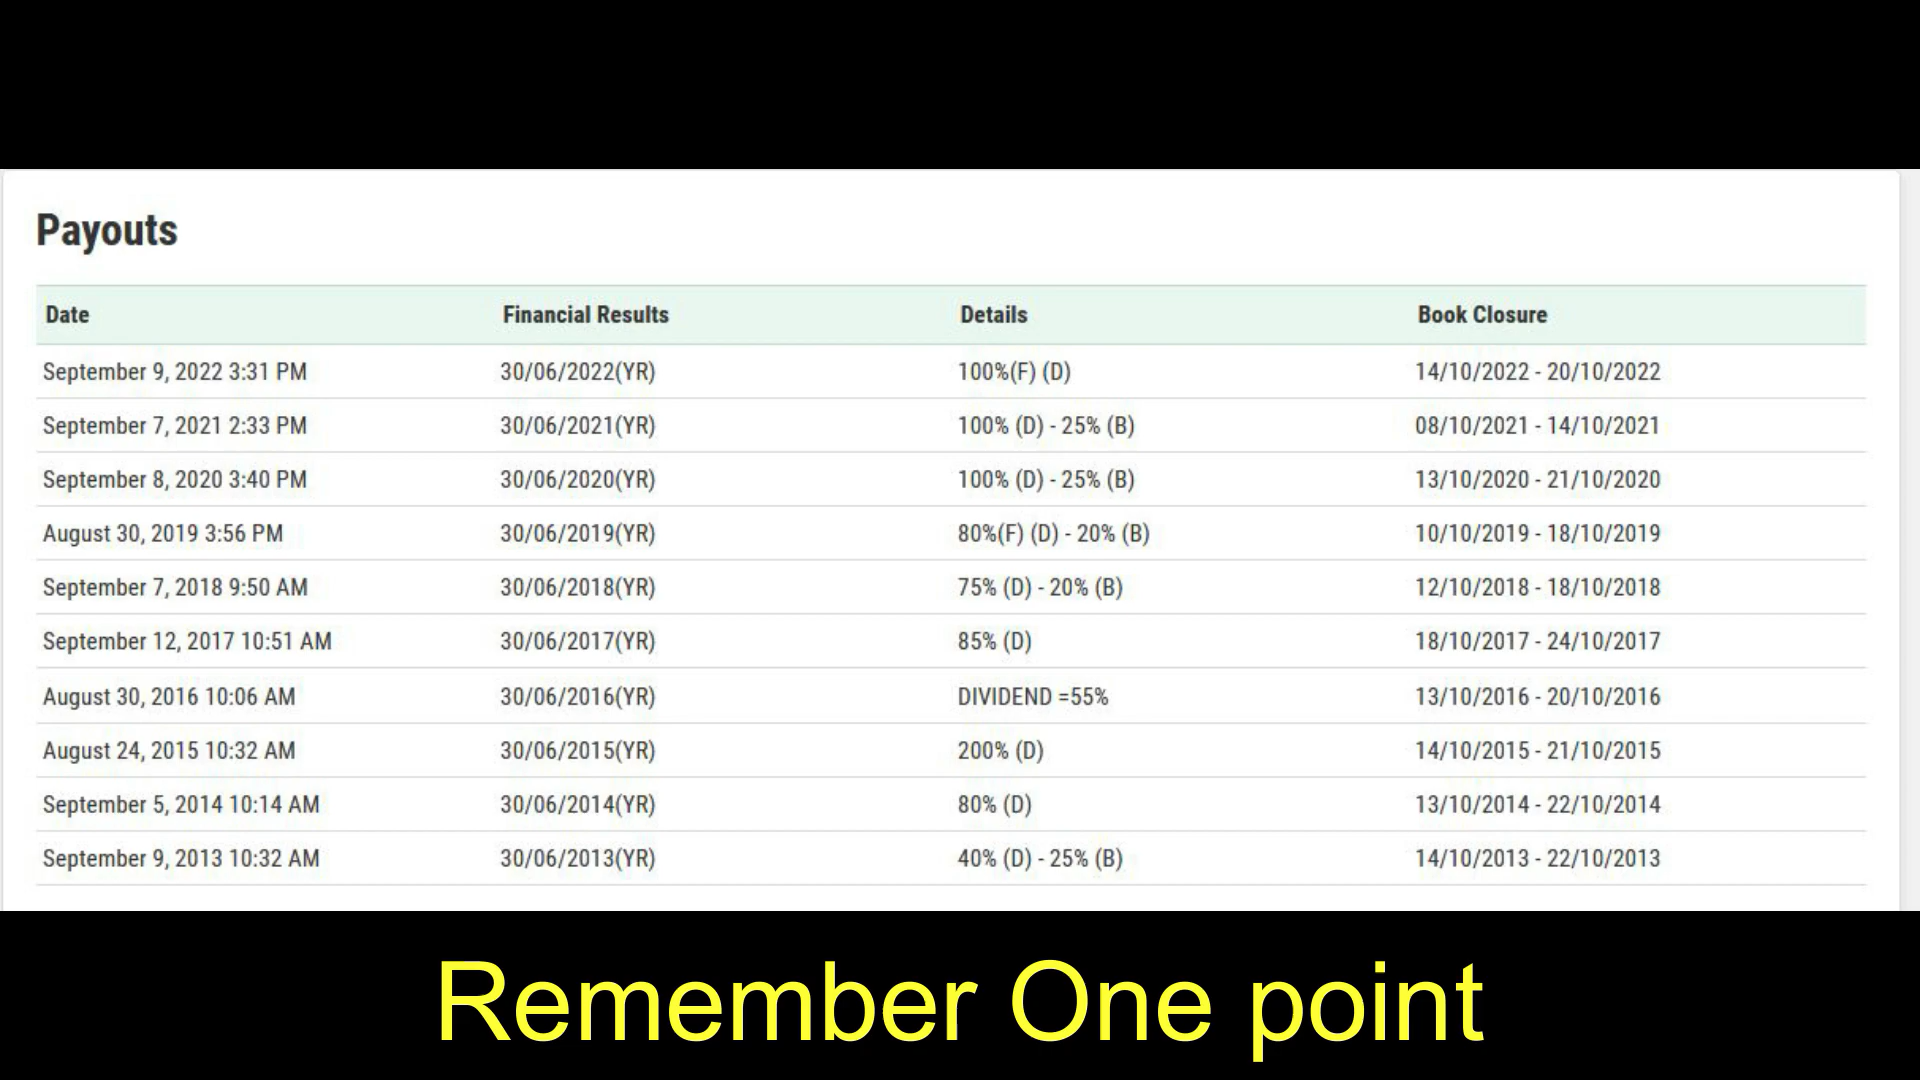 Payouts
Date Financial Results Details Book Closure
September 9, 2022 3:31 PM 30/06/2022(YR) 100%(F) (D) 14/10/2022 - 20/10/2022
September 7, 2021 2:33 PM 30/06/2021(YR) 100% (D) - 25% (B) 08/10/2021 - 14/10/2021
September 8, 2020 3:40 PM 30/06/2020(YR) 100% (D) - 25% (B) 13/10/2020 - 21/10/2020
August 30, 2019 3:56 PM 30/06/2019(YR) 80%(F) (D) - 20% (B) 10/10/2019 - 18/10/2019
September 7, 2018 9:50 AM 30/06/2018(YR) 75% (D) - 20% (B) 12/10/2018 - 18/10/2018
September 12, 2017 10:51 AM 30/06/2017(YR) 85% (D) 18/10/2017 - 24/10/2017
August 30, 2016 10:06 AM 30/06/2016(YR) DIVIDEND =55% 13/10/2016 - 20/10/2016
August 24, 2015 10:32 AM 30/06/2015(YR) 200% (D) 14/10/2015 - 21/10/2015
September 5, 2014 10:14 AM 30/06/2014(YR) 80% (D) 13/10/2014 - 22/10/2014
September 9, 2013 10:32 AM 30/06/2013(YR) 40% (D) - 25% (B) 14/10/2013 - 22/10/2013
Remember One point